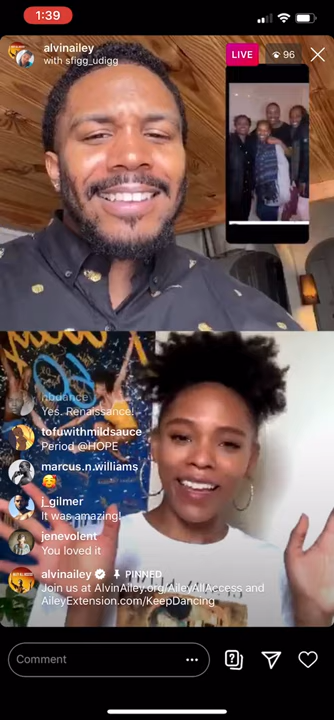 1:39
alvinailey
with sfigg_udigg
LIVE
96
nbdance
Yes. Renaissance!
tofuwithmildsauce
Period @HOPE
marcus.n.williams
🥰
j_gilmer
It was amazing!
jenevolent
You loved it
alvinailey PINNED
Join us at AlvinAiley.org/AileyAllAccess and
AileyExtension.com/KeepDancing
Comment